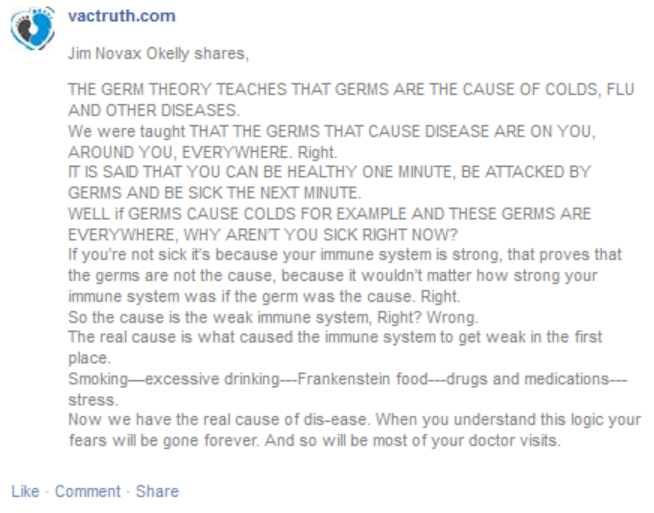 vactruth.com
Jim Novax Okelly shares,
THE GERM THEORY TEACHES THAT GERMS ARE THE CAUSE OF COLDS, FLU
AND OTHER DISEASES.
We were taught THAT THE GERMS THAT CAUSE DISEASE ARE ON YOU,
AROUND YOU, EVERYWHERE. Right.
IT IS SAID THAT YOU CAN BE HEALTHY ONE MINUTE, BE ATTACKED BY
GERMS AND BE SICK THE NEXT MINUTE.
WELL if GERMS CAUSE COLDS FOR EXAMPLE AND THESE GERMS ARE
EVERYWHERE, WHY AREN'T YOU SICK RIGHT NOW?
If you're not sick it's because your immune system is strong, that proves that
the germs are not the cause, because it wouldn't matter how strong your
immune system was if the germ was the cause. Right.
So the cause is the weak immune system, Right? Wrong.
The real cause is what caused the immune system to get weak in the first
place.
Smoking—excessive drinking---Frankenstein food---drugs and medications---
stress.
Now we have the real cause of dis-ease. When you understand this logic your
fears will be gone forever. And so will be most of your doctor visits.
Like · Comment · Share